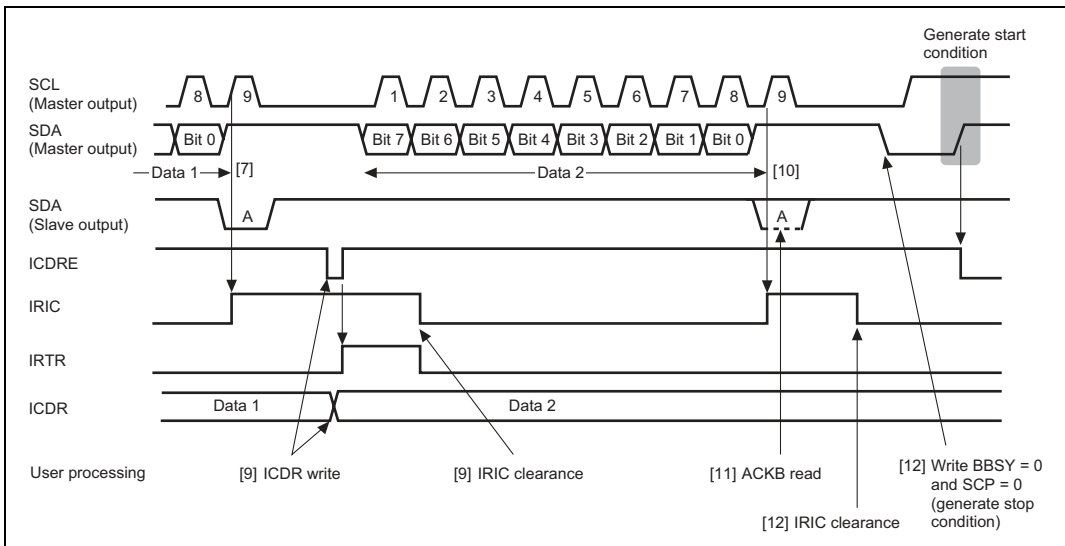 Generate start
condition
SCL
(Master output)
8 9 1 2 3 4 5 6 7 8 9
SDA
(Master output)
Bit 0 Bit 7 Bit 6 Bit 5 Bit 4 Bit 3 Bit 2 Bit 1 Bit 0
Data 1 [7] Data 2 [10]
SDA
(Slave output)
A A
ICDRE
IRIC
IRTR
ICDR Data 1 Data 2
User processing [9] ICDR write [9] IRIC clearance [11] ACKB read [12] Write BBSY = 0
and SCP = 0
(generate stop
condition)
[12] IRIC clearance